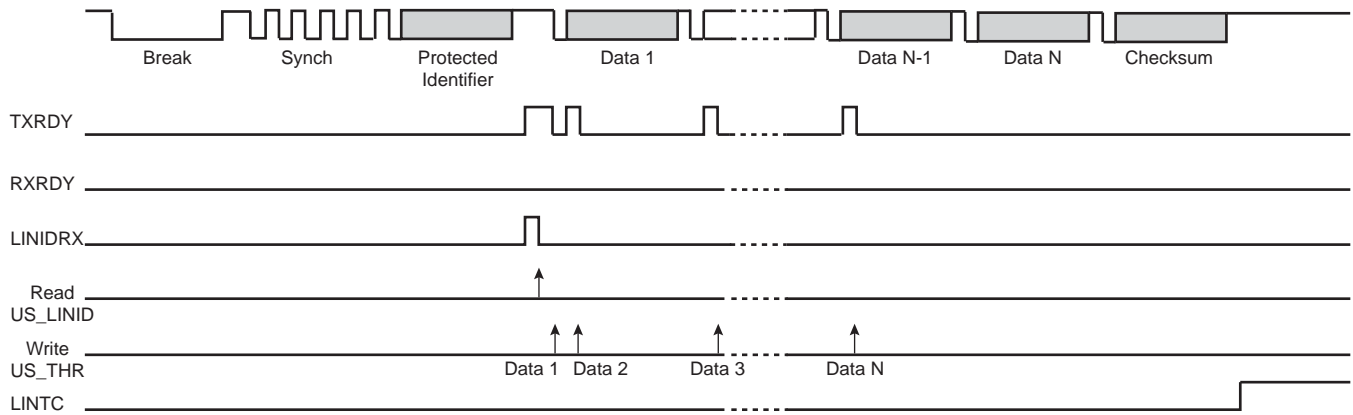 Break Synch Protected Identifier Data 1 Data N-1 Data N Checksum
TXRDY
RXRDY
LINIDRX
Read
US_LINID
Write
US_THR
Data 1 Data 2 Data 3 Data N
LINTC